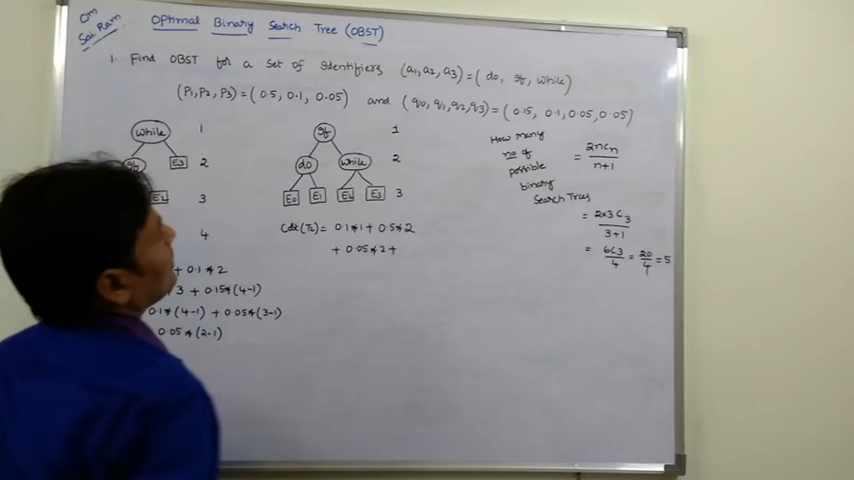 Om
Sai Ram
Optimal Binary Search Tree (OBST)
1. Find OBST for a set of identifiers (a1, a2, a3) = (do, if, while)
(P1, P2, P3) = (0.5, 0.1, 0.05) and (q0, q1, q2, q3) = (0.15, 0.1, 0.05, 0.05)
while 1
if E3 2
E2 3
4
+ 0.1*2
3 + 0.15*(4-1)
0.1*(4-1) + 0.05*(3-1)
0.05*(2-1)
if 1
do while 2
E0 E1 E2 E3 3
Cost(T2) = 0.1*1 + 0.5*2
+ 0.05*2 +
How many
no of
possible
binary
Search Trees
= 2nCn / n+1
= 2x3C3 / 3+1
= 6C3 / 4 = 20 / 4 = 5